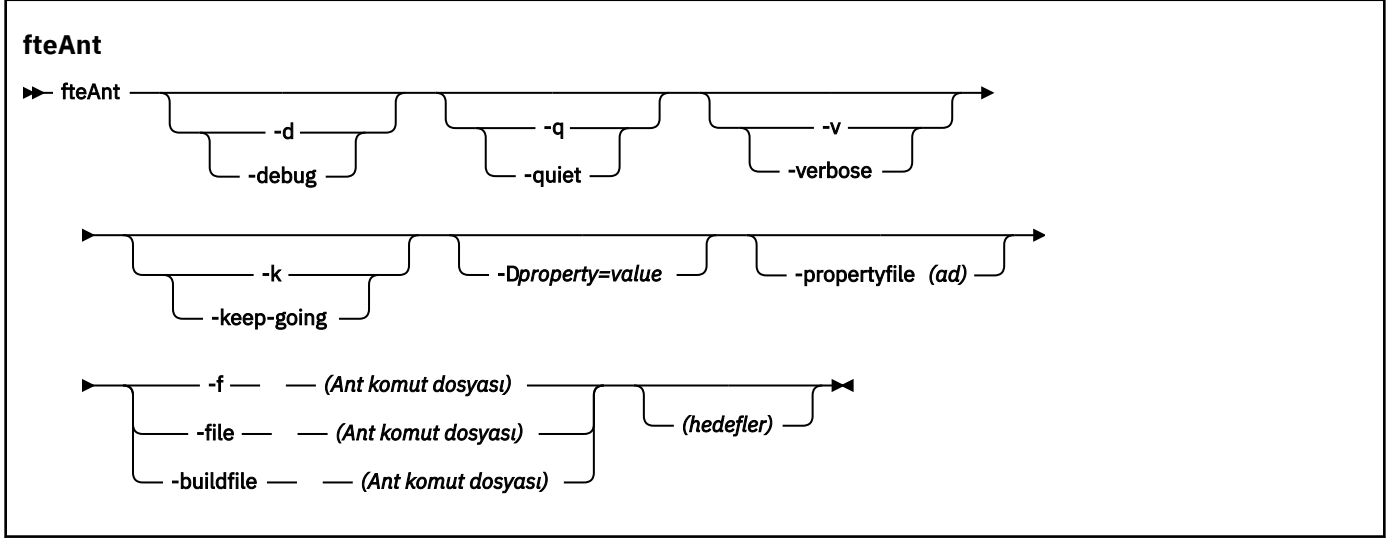 fteAnt
fteAnt
-d -q -v
-debug -quiet -verbose
-k -Dproperty=value -propertyfile (ad)
-keep-going
-f (Ant komut dosyası)
-file (Ant komut dosyası) (hedefler)
-buildfile (Ant komut dosyası)